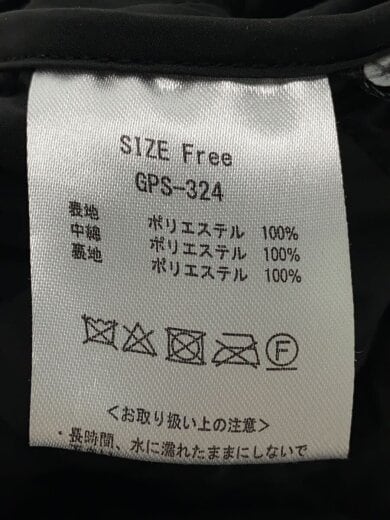 SIZE Free
GPS-324
表地 ポリエステル 100%
中綿 ポリエステル 100%
裏地 ポリエステル 100%
F
<お取り扱い上の注意>
・長時間、水に濡れたままにしないで